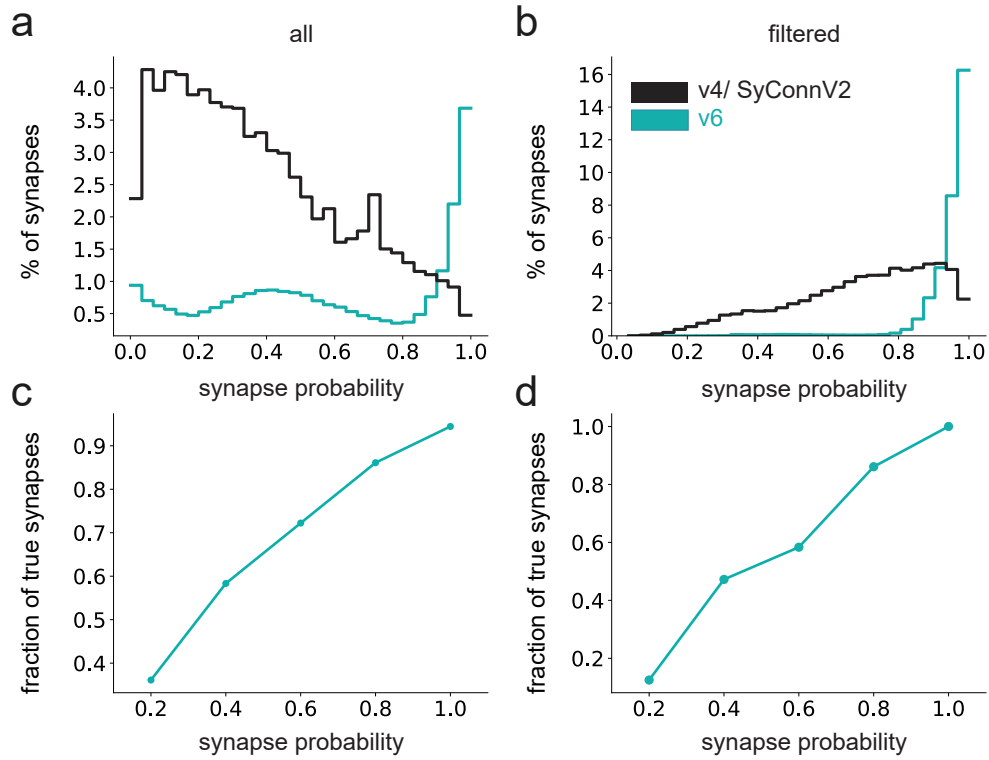 a
all
% of synapses
4.0
3.5
3.0
2.5
2.0
1.5
1.0
0.5
0.0 0.2 0.4 0.6 0.8 1.0
synapse probability
b
filtered
v4/ SyConnV2
v6
% of synapses
16
14
12
10
8
6
4
2
0
0.0 0.2 0.4 0.6 0.8 1.0
synapse probability
c
fraction of true synapses
0.9
0.8
0.7
0.6
0.5
0.4
0.2 0.4 0.6 0.8 1.0
synapse probability
d
fraction of true synapses
1.0
0.8
0.6
0.4
0.2
0.2 0.4 0.6 0.8 1.0
synapse probability